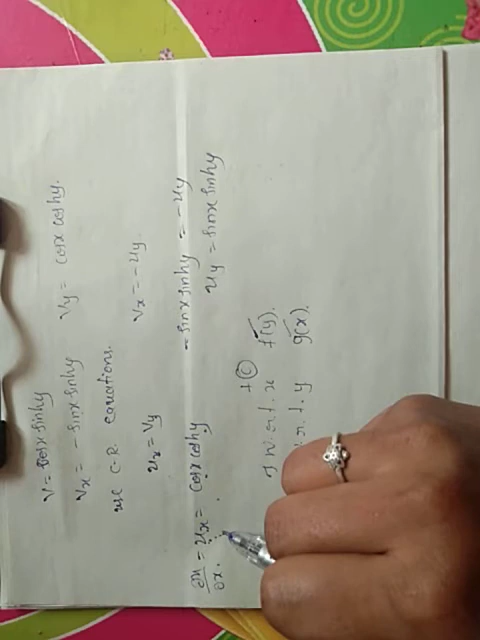 V = cosx sinhy
Vx = - sinx sinhy Vy = cosx coshy.
use C-R equations.
ux = Vy Vx = - uy
∂u/∂x = ux = cosx coshy - sinx sinhy = - uy
uy = sinx sinhy
+ C
w.r.t. x f(y).
r.t. y g(x).